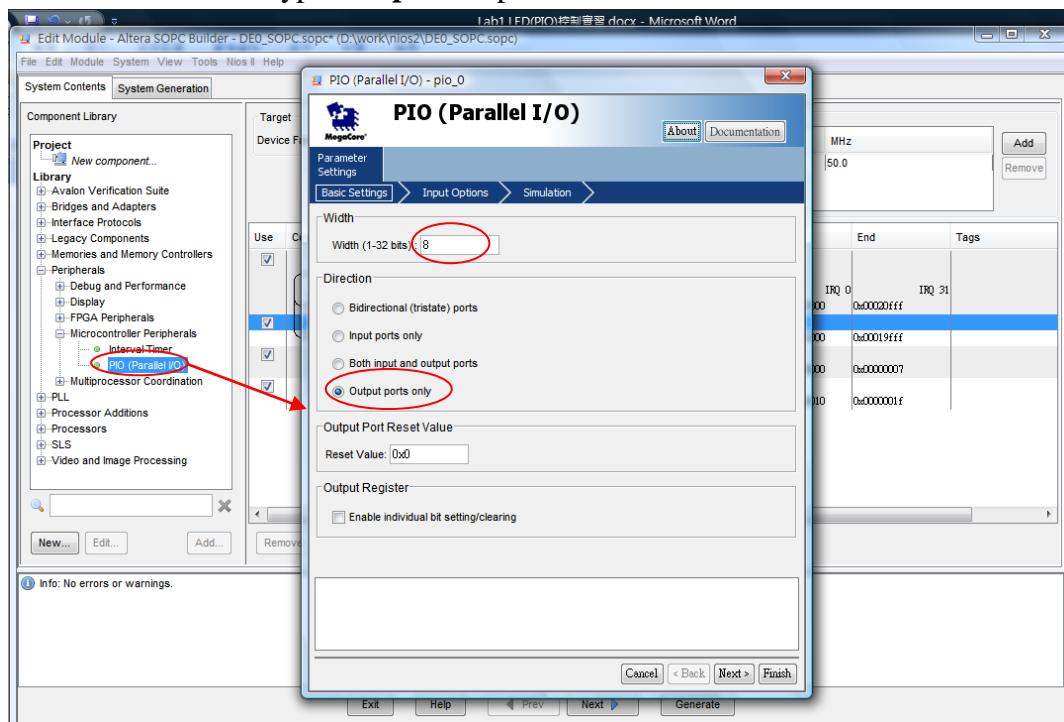 Lab1 LED(PIO)控制實習.docx - Microsoft Word
Edit Module - Altera SOPC Builder - DE0_SOPC.sopc* (D:\work\nios2\DE0_SOPC.sopc)
File Edit Module System View Tools Nios II Help
System Contents System Generation
Component Library
Project
New component...
Library
Avalon Verification Suite
Bridges and Adapters
Interface Protocols
Legacy Components
Memories and Memory Controllers
Peripherals
Debug and Performance
Display
FPGA Peripherals
Microcontroller Peripherals
Interval Timer
PIO (Parallel I/O)
Multiprocessor Coordination
PLL
Processor Additions
Processors
SLS
Video and Image Processing
New... Edit... Add...
Target
Device
MHz
50.0
Add
Remove
Use
End Tags
IRQ 0 IRQ 31
0x00020fff
0x00019fff
0x00000007
0x0000001f
PIO (Parallel I/O) - pio_0
MegaCore'
PIO (Parallel I/O)
About Documentation
Parameter
Settings
Basic Settings Input Options Simulation
Width
Width (1-32 bits): 8
Direction
Bidirectional (tristate) ports
Input ports only
Both input and output ports
Output ports only
Output Port Reset Value
Reset Value: 0x0
Output Register
Enable individual bit setting/clearing
Cancel < Back Next > Finish
Info: No errors or warnings.
Exit Help Prev Next Generate